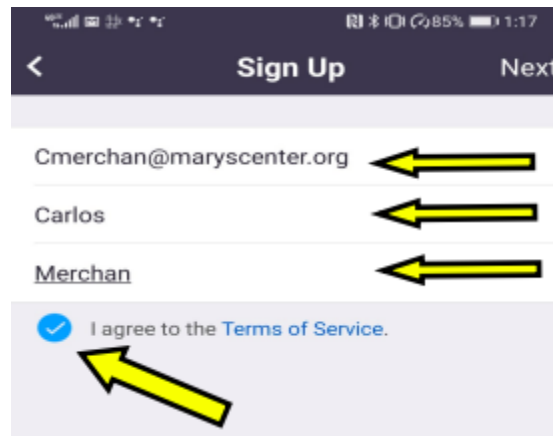 85% 1:17
Sign Up Next
Cmerchan@maryscenter.org
Carlos
Merchan
I agree to the Terms of Service.